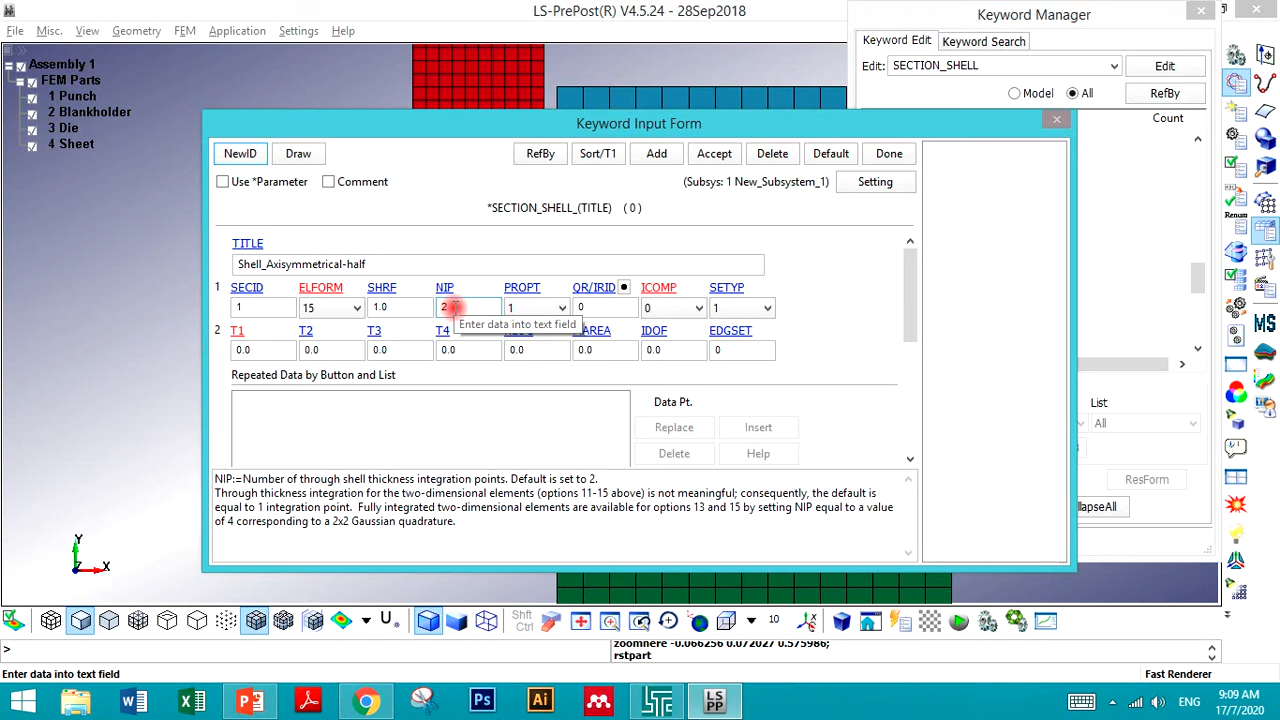 LS-PrePost(R) V4.5.24 - 28Sep2018
File Misc. View Geometry FEM Application Settings Help
Keyword Manager
Keyword Edit Keyword Search
Edit: SECTION_SHELL Edit
Model All RefBy
Count
Assembly 1
FEM Parts
1 Punch
2 Blankholder
3 Die
4 Sheet
Keyword Input Form
NewID Draw RefBy Sort/T1 Add Accept Delete Default Done
Use *Parameter Comment (Subsys: 1 New_Subsystem_1) Setting
*SECTION_SHELL_(TITLE) ( 0 )
TITLE
Shell_Axisymmetrical-half
1 SECID ELFORM SHRF NIP PROPT QR/IRID ICOMP SETYP
1 15 1.0 2 1 0 0 1
Enter data into text field
2 T1 T2 T3 T4 AREA IDOF EDGSET
0.0 0.0 0.0 0.0 0.0 0.0 0.0 0
Repeated Data by Button and List
Data Pt.
Replace Insert
Delete Help
NIP:=Number of through shell thickness integration points. Default is set to 2.
Through thickness integration for the two-dimensional elements (options 11-15 above) is not meaningful; consequently, the default is
equal to 1 integration point. Fully integrated two-dimensional elements are available for options 13 and 15 by setting NIP equal to a value
of 4 corresponding to a 2x2 Gaussian quadrature.
List
All
ResForm
llapseAll
Renum
MS
Shft
Ctrl
10
zoomhere -0.066256 0.072027 0.575986;
rstpart
>
Enter data into text field
Fast Renderer
Y
Z X
LS
PP
ENG
9:09 AM
17/7/2020